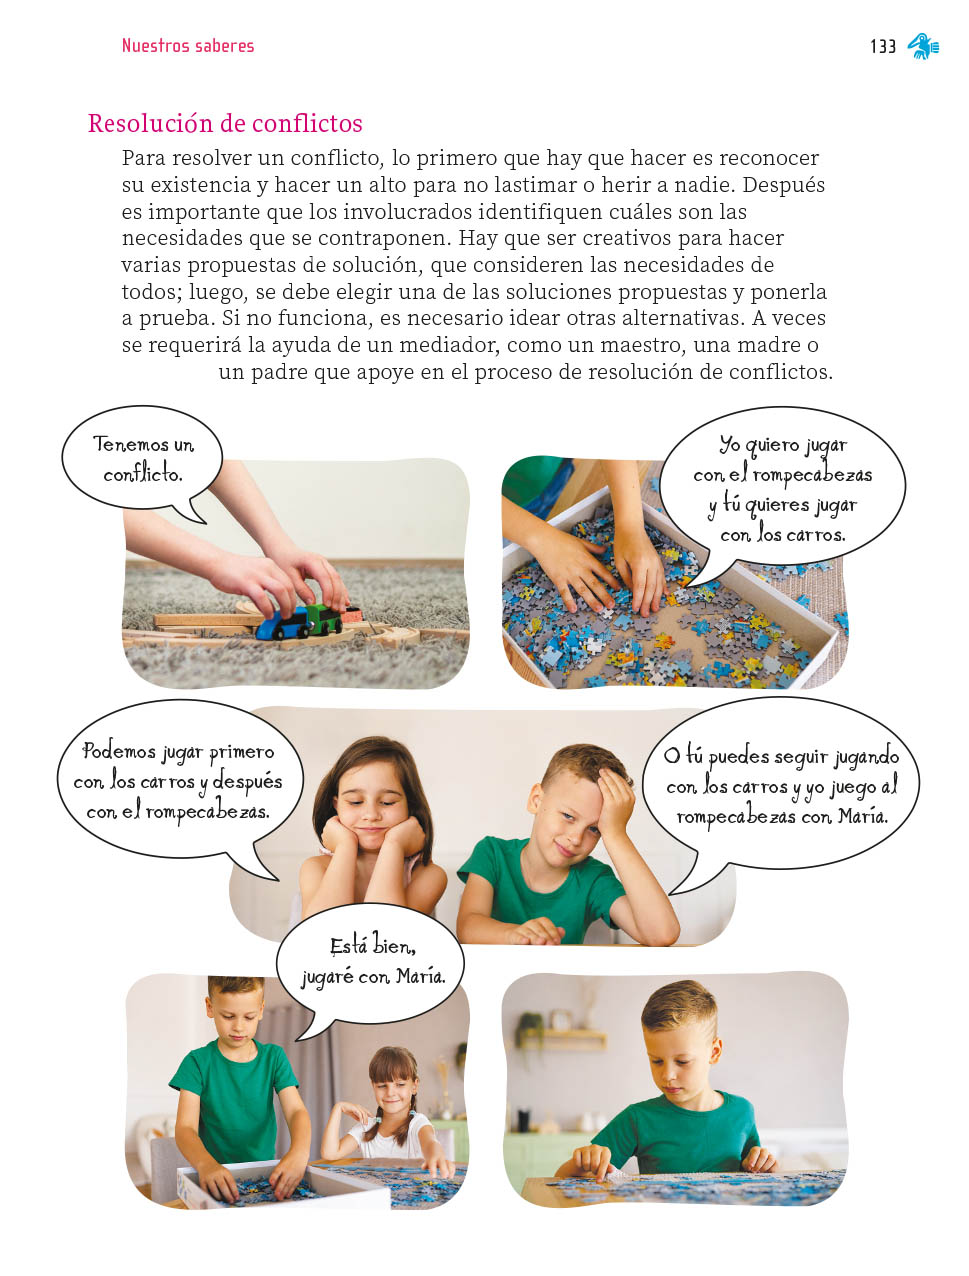 Nuestros saberes
133
Resolución de conflictos
Para resolver un conflicto, lo primero que hay que hacer es reconocer
su existencia y hacer un alto para no lastimar o herir a nadie. Después
es importante que los involucrados identifiquen cuáles son las
necesidades que se contraponen. Hay que ser creativos para hacer
varias propuestas de solución, que consideren las necesidades de
todos; luego, se debe elegir una de las soluciones propuestas y ponerla
a prueba. Si no funciona, es necesario idear otras alternativas. A veces
se requerirá la ayuda de un mediador, como un maestro, una madre o
un padre que apoye en el proceso de resolución de conflictos.
Tenemos un
conflicto.
Yo quiero jugar
con el rompecabezas
y tú quieres jugar
con los carros.
Podemos jugar primero
con los carros y después
con el rompecabezas.
O tú puedes seguir jugando
con los carros y yo juego al
rompecabezas con María.
Está bien,
jugaré con María.